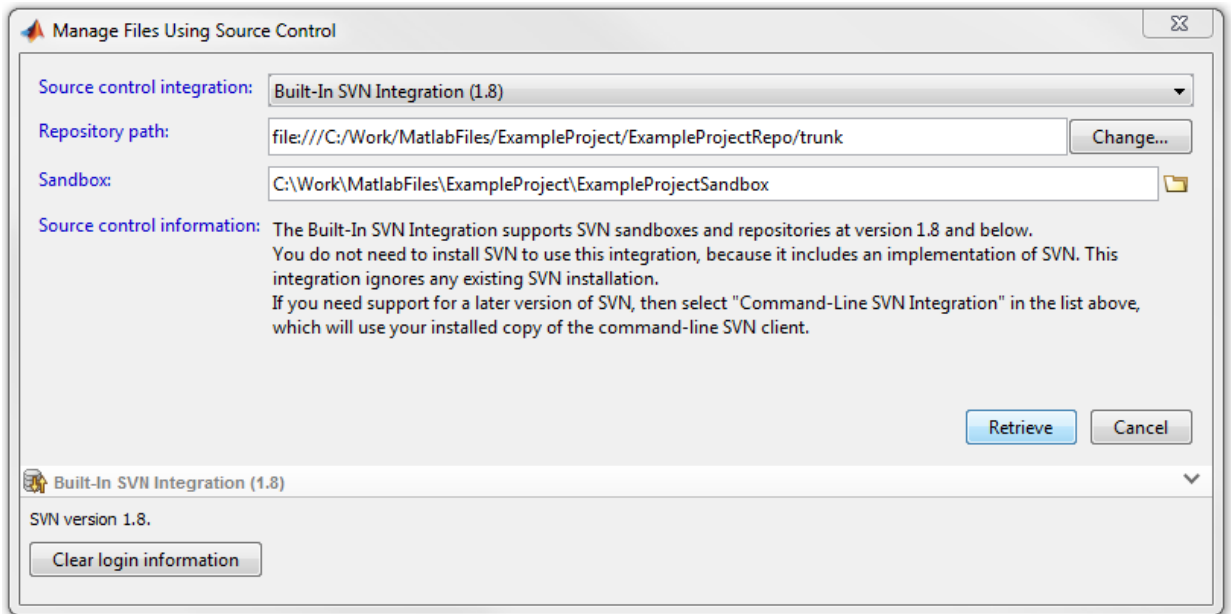 Manage Files Using Source Control
Source control integration: Built-In SVN Integration (1.8)
Repository path: file:///C:/Work/MatlabFiles/ExampleProject/ExampleProjectRepo/trunk Change...
Sandbox: C:\Work\MatlabFiles\ExampleProject\ExampleProjectSandbox
Source control information: The Built-In SVN Integration supports SVN sandboxes and repositories at version 1.8 and below.
You do not need to install SVN to use this integration, because it includes an implementation of SVN. This
integration ignores any existing SVN installation.
If you need support for a later version of SVN, then select "Command-Line SVN Integration" in the list above,
which will use your installed copy of the command-line SVN client.
Retrieve Cancel
Built-In SVN Integration (1.8)
SVN version 1.8.
Clear login information